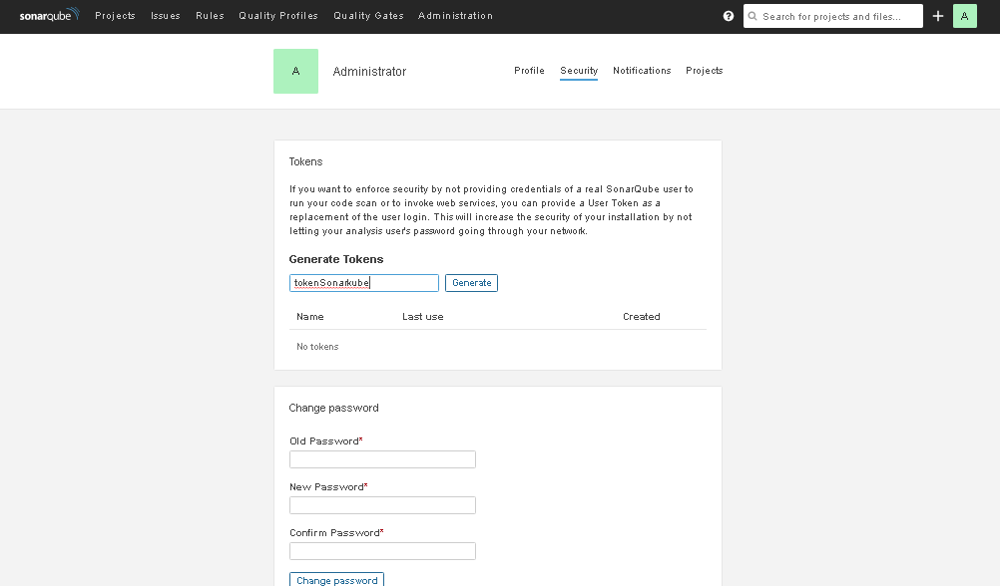 sonarqube Projects Issues Rules Quality Profiles Quality Gates Administration ? Search for projects and files... + A
A Administrator Profile Security Notifications Projects
Tokens
If you want to enforce security by not providing credentials of a real SonarQube user to
run your code scan or to invoke web services, you can provide a User Token as a
replacement of the user login. This will increase the security of your installation by not
letting your analysis user's password going through your network.
Generate Tokens
tokenSonarkube Generate
Name Last use Created
No tokens
Change password
Old Password*
New Password*
Confirm Password*
Change password